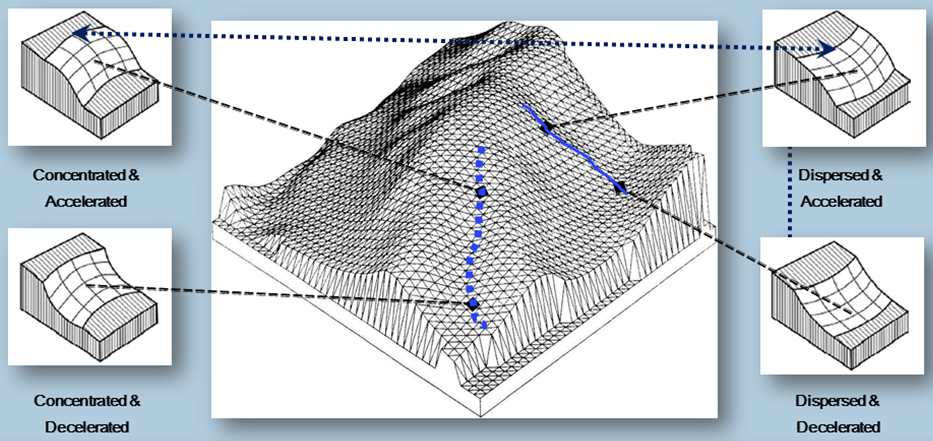 Concentrated &
Accelerated
Dispersed &
Accelerated
Concentrated &
Decelerated
Dispersed &
Decelerated